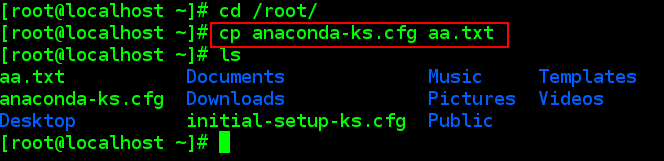 [root@localhost ~]# cd /root/
[root@localhost ~]# cp anaconda-ks.cfg aa.txt
[root@localhost ~]# ls
aa.txt Documents Music Templates
anaconda-ks.cfg Downloads Pictures Videos
Desktop initial-setup-ks.cfg Public
[root@localhost ~]#